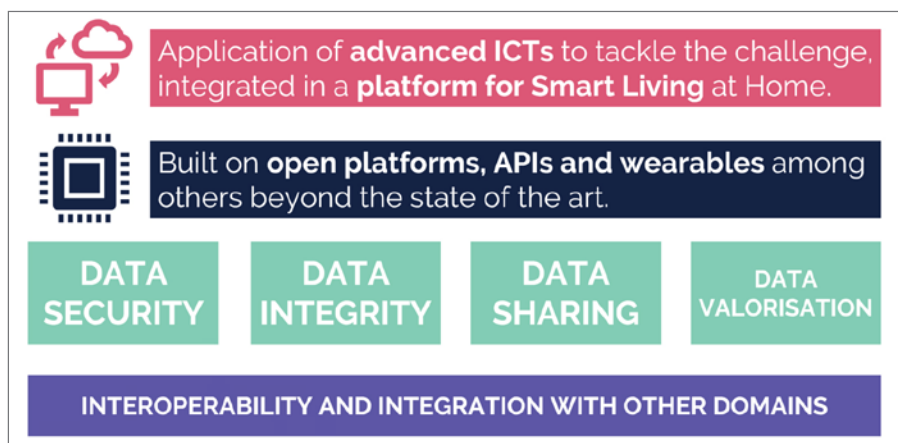 Application of advanced ICTs to tackle the challenge,
integrated in a platform for Smart Living at Home.
Built on open platforms, APIs and wearables among
others beyond the state of the art.
DATA
SECURITY
DATA
INTEGRITY
DATA
SHARING
DATA
VALORISATION
INTEROPERABILITY AND INTEGRATION WITH OTHER DOMAINS